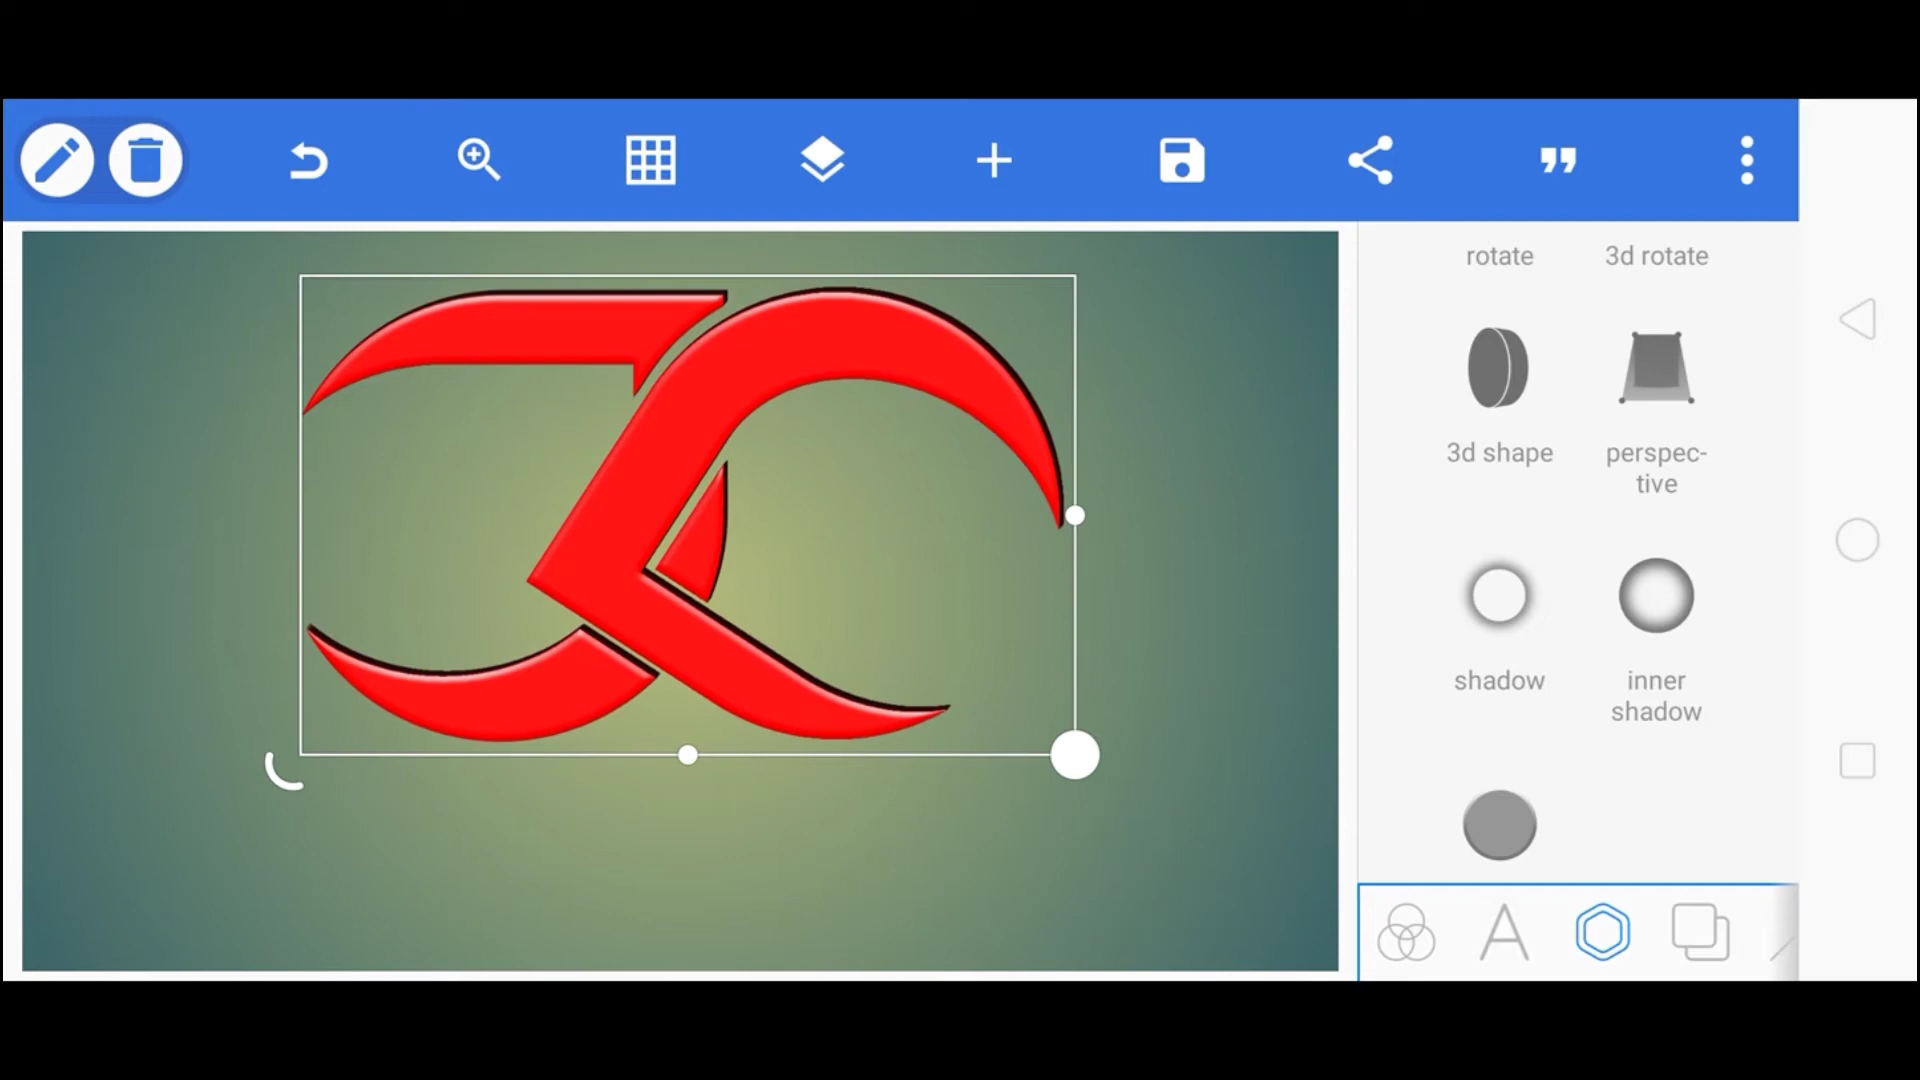 rotate
3d rotate
3d shape
perspec-
tive
shadow
inner
shadow